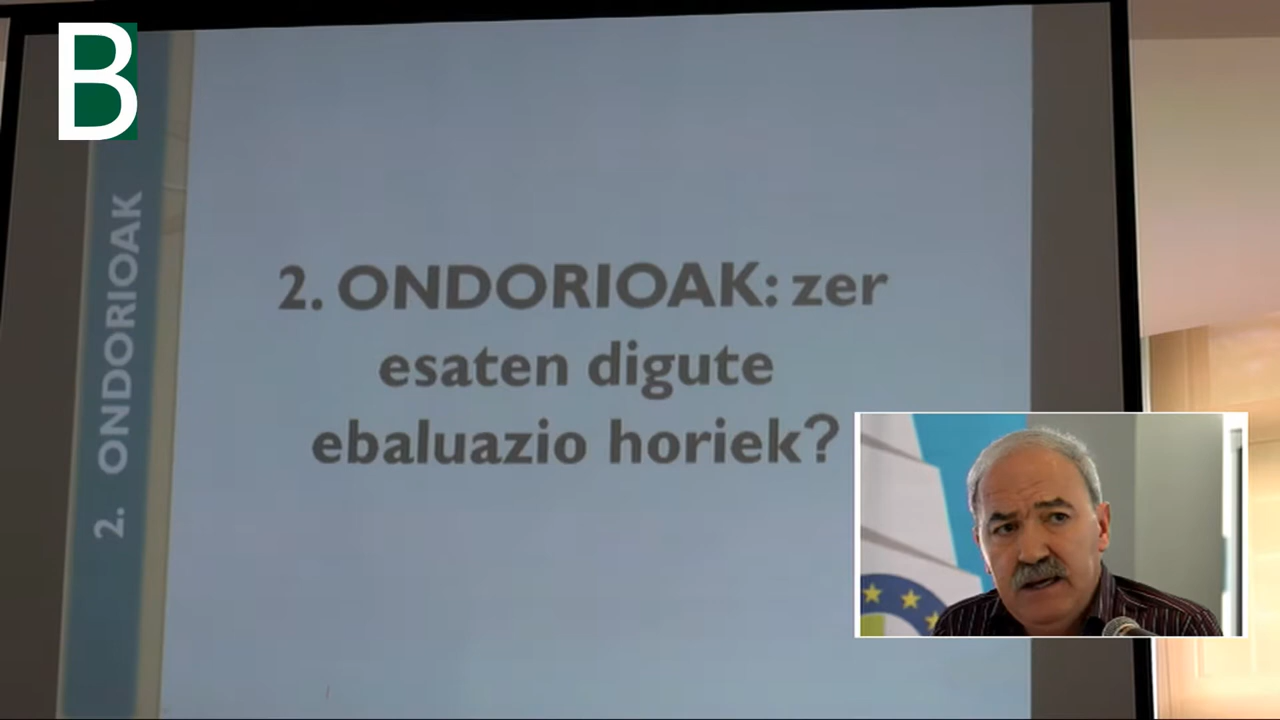 B
2. ONDORIOAK
2. ONDORIOAK: zer
esaten digute
ebaluazio horiek?